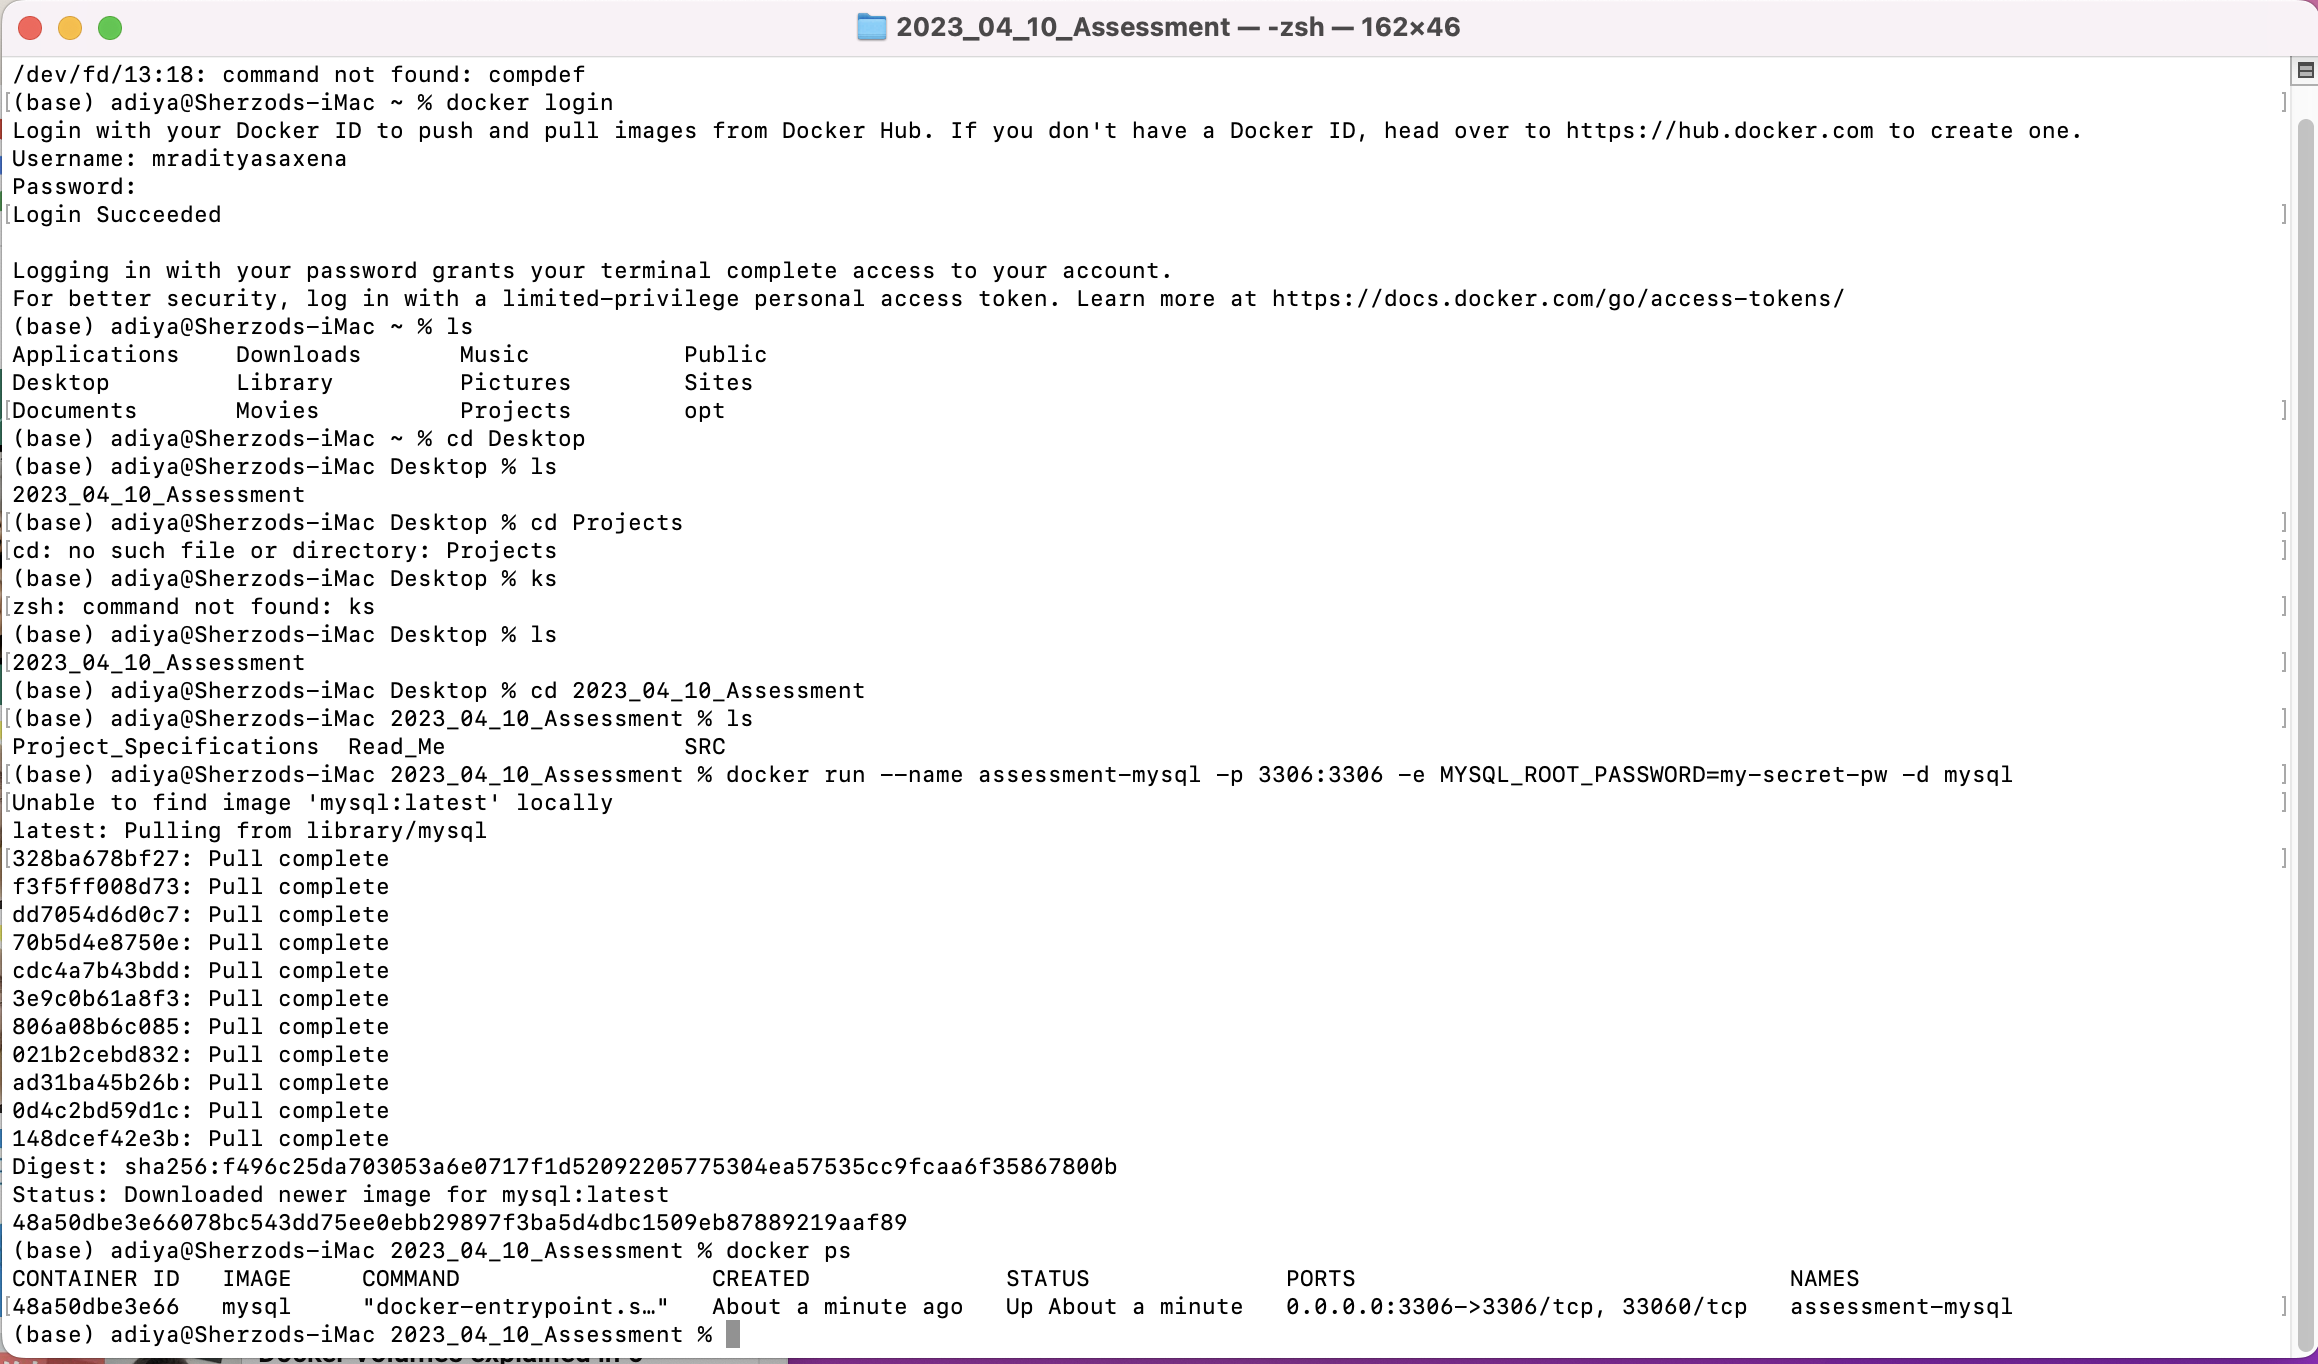 2023_04_10_Assessment — -zsh — 162×46
/dev/fd/13:18: command not found: compdef
[(base) adiya@Sherzods-iMac ~ % docker login ]
Login with your Docker ID to push and pull images from Docker Hub. If you don't have a Docker ID, head over to https://hub.docker.com to create one.
Username: mradityasaxena
Password:
[Login Succeeded ]
Logging in with your password grants your terminal complete access to your account.
For better security, log in with a limited-privilege personal access token. Learn more at https://docs.docker.com/go/access-tokens/
(base) adiya@Sherzods-iMac ~ % ls
Applications Downloads Music Public
Desktop Library Pictures Sites
[Documents Movies Projects opt ]
(base) adiya@Sherzods-iMac ~ % cd Desktop
(base) adiya@Sherzods-iMac Desktop % ls
2023_04_10_Assessment
[(base) adiya@Sherzods-iMac Desktop % cd Projects ]
[cd: no such file or directory: Projects ]
(base) adiya@Sherzods-iMac Desktop % ks
[zsh: command not found: ks ]
(base) adiya@Sherzods-iMac Desktop % ls
[2023_04_10_Assessment ]
(base) adiya@Sherzods-iMac Desktop % cd 2023_04_10_Assessment
[(base) adiya@Sherzods-iMac 2023_04_10_Assessment % ls ]
Project_Specifications Read_Me SRC
[(base) adiya@Sherzods-iMac 2023_04_10_Assessment % docker run --name assessment-mysql -p 3306:3306 -e MYSQL_ROOT_PASSWORD=my-secret-pw -d mysql ]
[Unable to find image 'mysql:latest' locally ]
latest: Pulling from library/mysql
[328ba678bf27: Pull complete ]
f3f5ff008d73: Pull complete
dd7054d6d0c7: Pull complete
70b5d4e8750e: Pull complete
cdc4a7b43bdd: Pull complete
3e9c0b61a8f3: Pull complete
806a08b6c085: Pull complete
021b2cebd832: Pull complete
ad31ba45b26b: Pull complete
0d4c2bd59d1c: Pull complete
148dcef42e3b: Pull complete
Digest: sha256:f496c25da703053a6e0717f1d52092205775304ea57535cc9fcaa6f35867800b
Status: Downloaded newer image for mysql:latest
48a50dbe3e66078bc543dd75ee0ebb29897f3ba5d4dbc1509eb87889219aaf89
(base) adiya@Sherzods-iMac 2023_04_10_Assessment % docker ps
CONTAINER ID IMAGE COMMAND CREATED STATUS PORTS NAMES
[48a50dbe3e66 mysql "docker-entrypoint.s…" About a minute ago Up About a minute 0.0.0.0:3306->3306/tcp, 33060/tcp assessment-mysql ]
(base) adiya@Sherzods-iMac 2023_04_10_Assessment %
Docker Volumes explained in 6